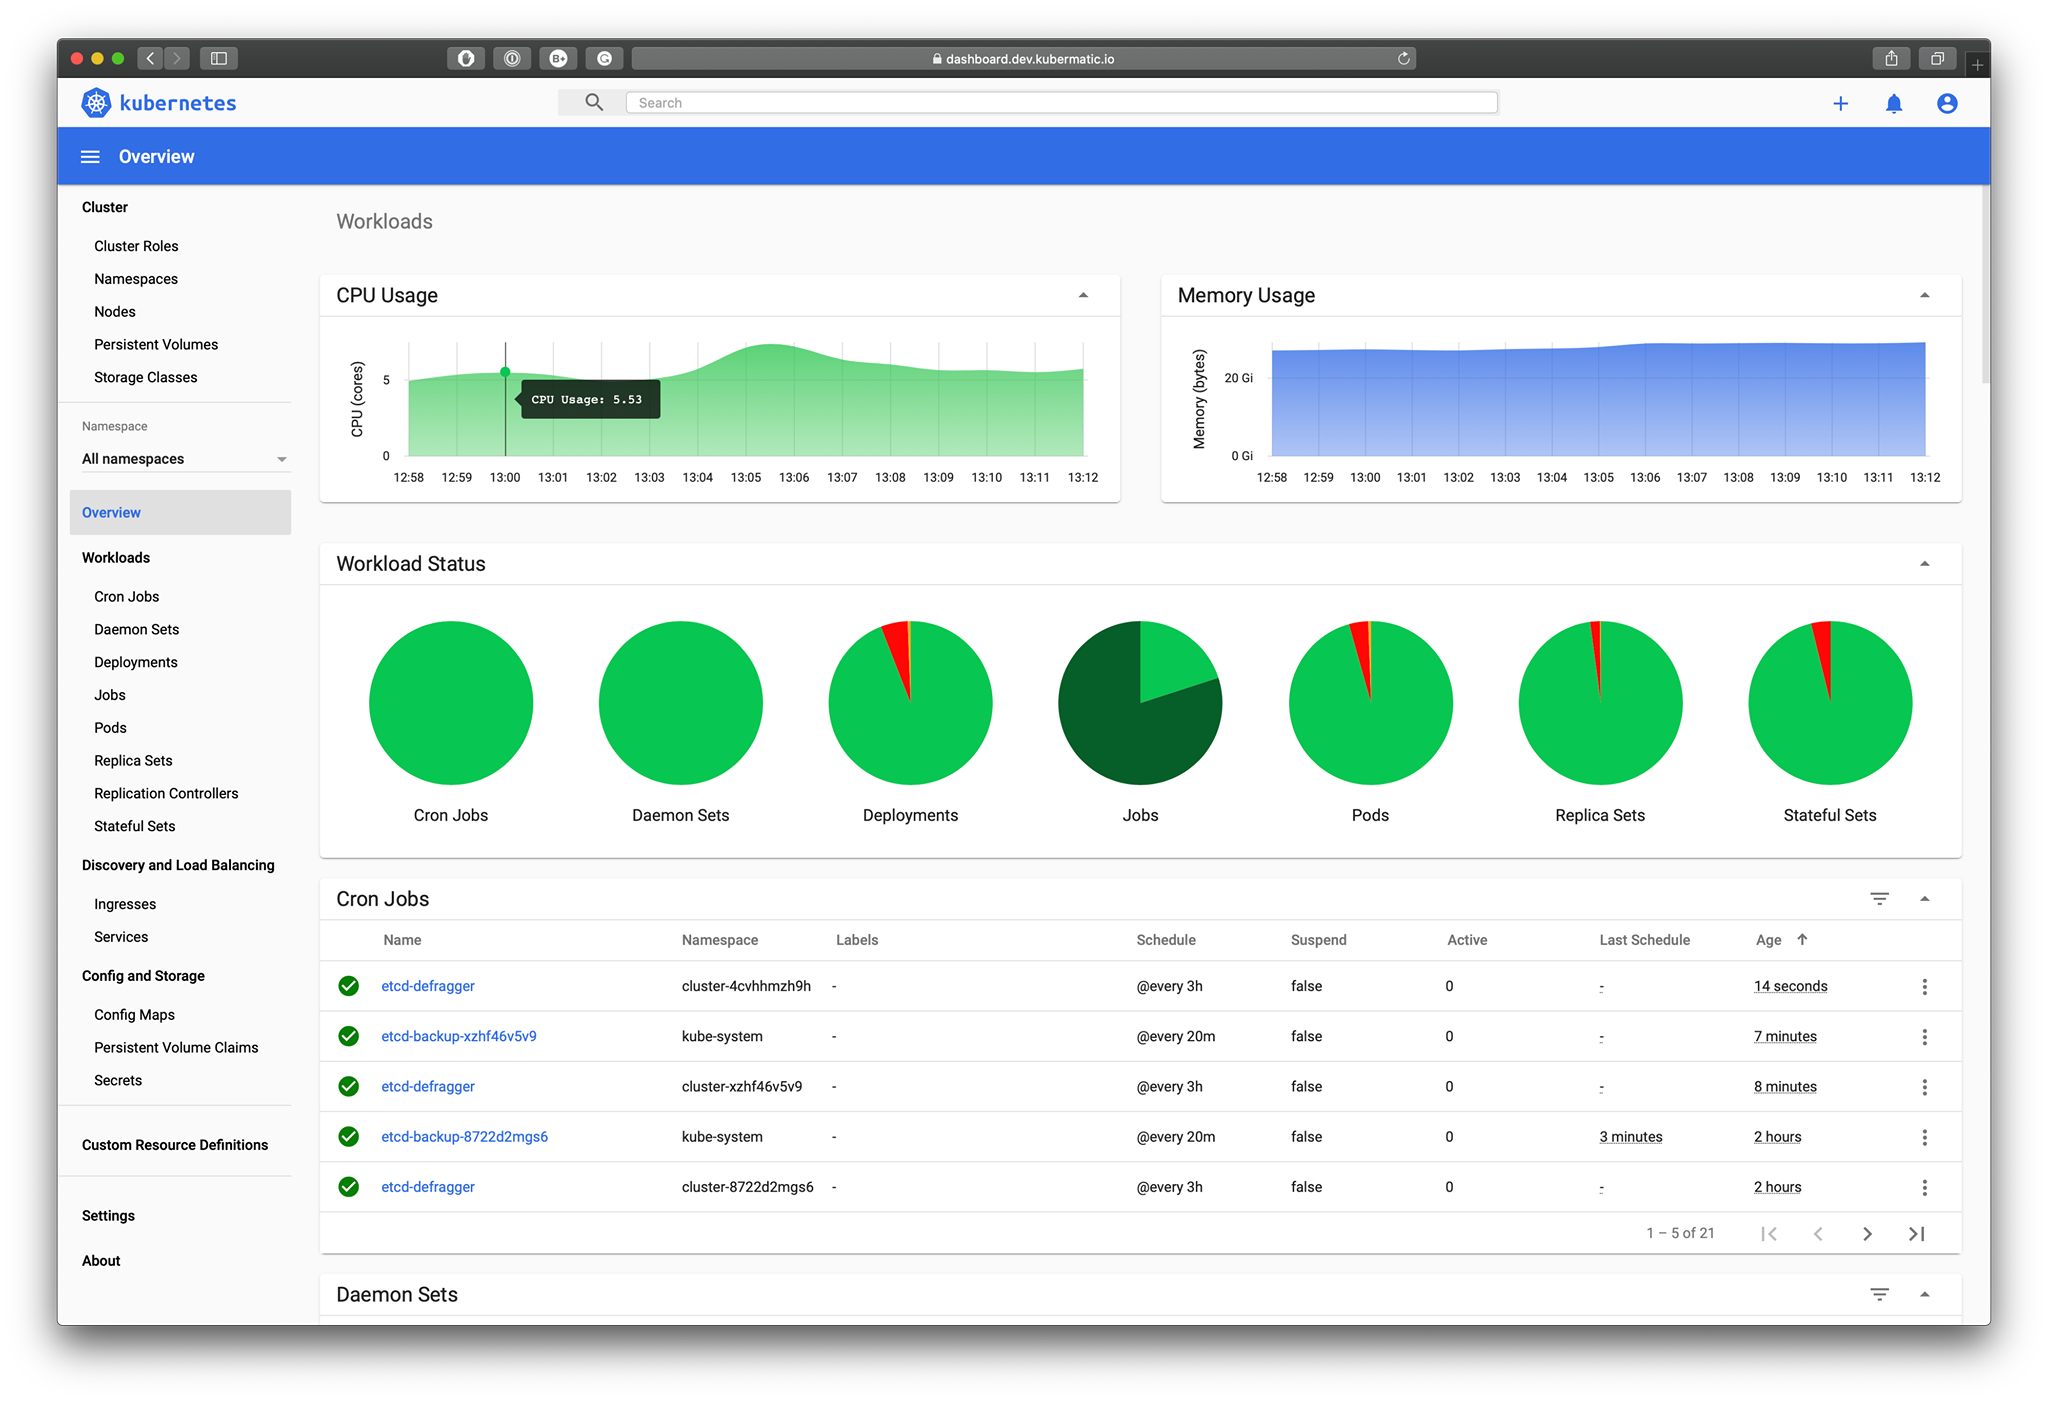 dashboard.dev.kubermatic.io
kubernetes
Search
Overview
Cluster
Cluster Roles
Namespaces
Nodes
Persistent Volumes
Storage Classes
Namespace
All namespaces
Overview
Workloads
Cron Jobs
Daemon Sets
Deployments
Jobs
Pods
Replica Sets
Replication Controllers
Stateful Sets
Discovery and Load Balancing
Ingresses
Services
Config and Storage
Config Maps
Persistent Volume Claims
Secrets
Custom Resource Definitions
Settings
About
Workloads
CPU Usage
CPU (cores)
5
0
CPU Usage: 5.53
12:58 12:59 13:00 13:01 13:02 13:03 13:04 13:05 13:06 13:07 13:08 13:09 13:10 13:11 13:12
Memory Usage
Memory (bytes)
20 Gi
0 Gi
12:58 12:59 13:00 13:01 13:02 13:03 13:04 13:05 13:06 13:07 13:08 13:09 13:10 13:11 13:12
Workload Status
Cron Jobs Daemon Sets Deployments Jobs Pods Replica Sets Stateful Sets
Cron Jobs
Name Namespace Labels Schedule Suspend Active Last Schedule Age
etcd-defragger cluster-4cvhhmzh9h - @every 3h false 0 - 14 seconds
etcd-backup-xzhf46v5v9 kube-system - @every 20m false 0 - 7 minutes
etcd-defragger cluster-xzhf46v5v9 - @every 3h false 0 - 8 minutes
etcd-backup-8722d2mgs6 kube-system - @every 20m false 0 3 minutes 2 hours
etcd-defragger cluster-8722d2mgs6 - @every 3h false 0 - 2 hours
1 – 5 of 21
Daemon Sets